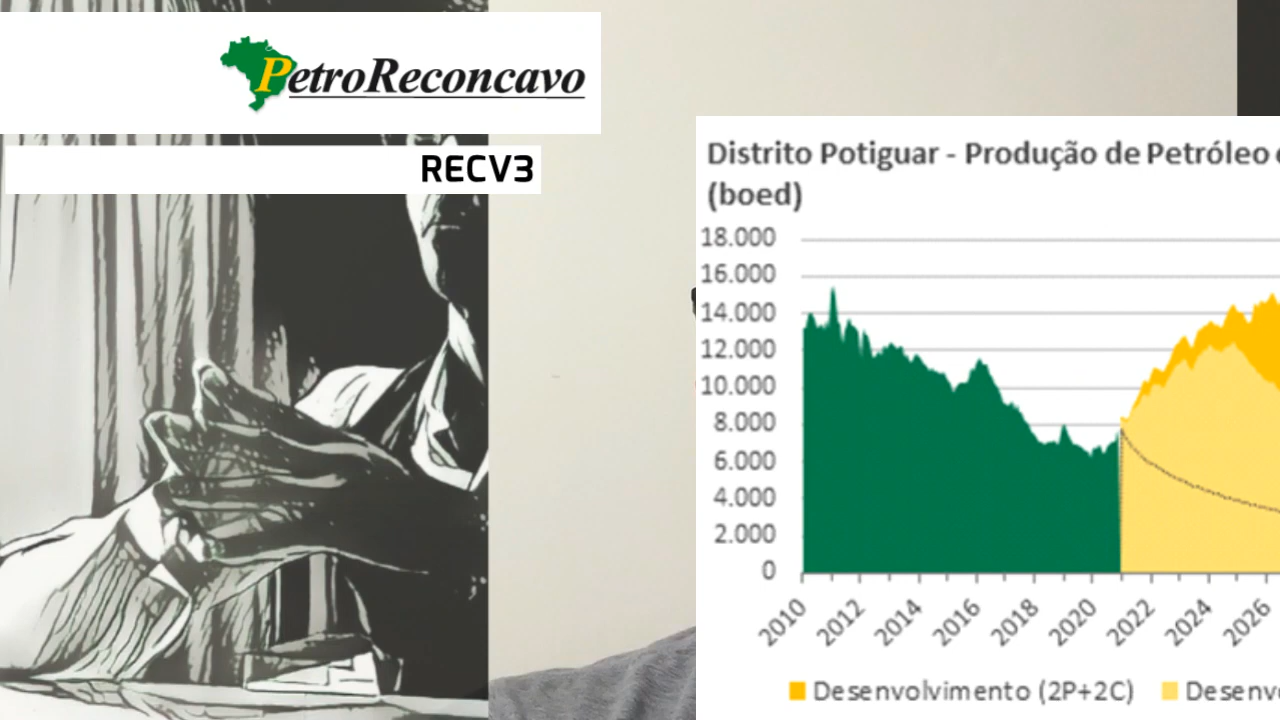 PetroReconcavo
RECV3
Distrito Potiguar - Produção de Petróleo
(boed)
18.000
16.000
14.000
12.000
10.000
8.000
6.000
4.000
2.000
0
2010 2012 2014 2016 2018 2020 2022 2024 2026
Desenvolvimento (2P+2C)